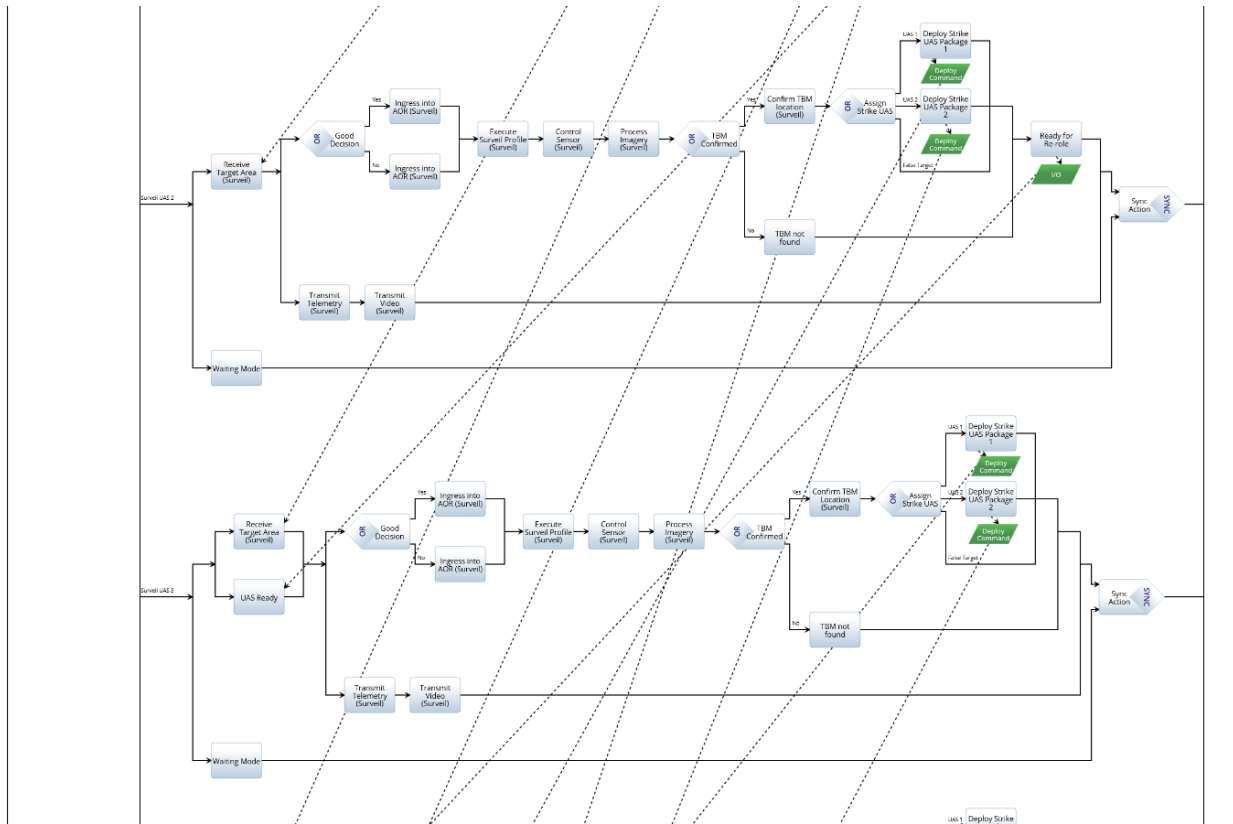 UAS 1
Deploy Strike
UAS Package
1
Deploy
Command
Yes
Ingress into
AOR (Surveil)
Yes
Confirm TBM
location
(Surveil)
OR
Assign
Strike UAS
UAS 2
Deploy Strike
UAS Package
2
Deploy
Command
False Target
OR
Good
Decision
No
Ingress into
AOR (Surveil)
Execute
Surveil Profile
(Surveil)
Control
Sensor
(Surveil)
Process
Imagery
(Surveil)
OR
TBM
Confirmed
Ready for
Re-role
I/O
Receive
Target Area
(Surveil)
Surveil UAS 2
Sync
Action
SYNC
No
TBM not
found
Transmit
Telemetry
(Surveil)
Transmit
Video
(Surveil)
Waiting Mode
UAS 1
Deploy Strike
UAS Package
1
Deploy
Command
Yes
Ingress into
AOR (Surveil)
Yes
Confirm TBM
Location
(Surveil)
OR
Assign
Strike UAS
UAS 2
Deploy Strike
UAS Package
2
Deploy
Command
False Target
Receive
Target Area
(Surveil)
OR
Good
Decision
No
Ingress into
AOR (Surveil)
Execute
Surveil Profile
(Surveil)
Control
Sensor
(Surveil)
Process
Imagery
(Surveil)
OR
TBM
Confirmed
UAS Ready
Surveil UAS 3
Sync
Action
SYNC
No
TBM not
found
Transmit
Telemetry
(Surveil)
Transmit
Video
(Surveil)
Waiting Mode
UAS 1
Deploy Strike